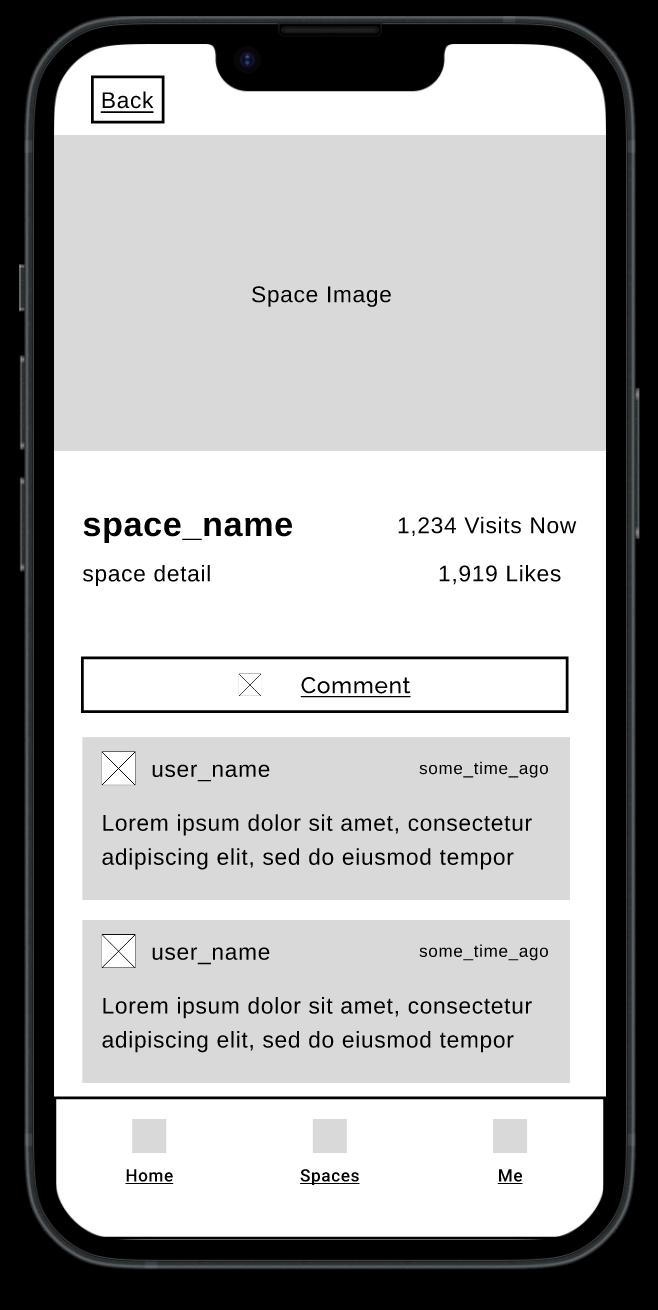 Back
Space Image
space_name
1,234 Visits Now
space detail
1,919 Likes
Comment
user_name
some_time_ago
Lorem ipsum dolor sit amet, consectetur
adipiscing elit, sed do eiusmod tempor
user_name
some_time_ago
Lorem ipsum dolor sit amet, consectetur
adipiscing elit, sed do eiusmod tempor
Home
Spaces
Me